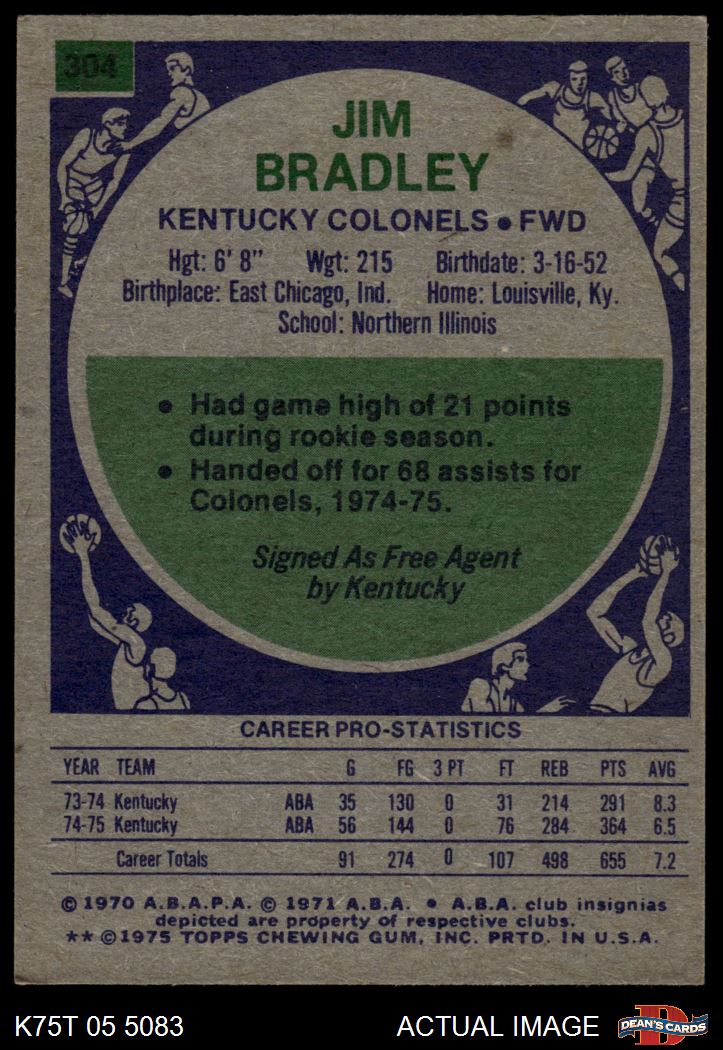 304
JIM
BRADLEY
KENTUCKY COLONELS • FWD
Hgt: 6' 8" Wgt: 215 Birthdate: 3-16-52
Birthplace: East Chicago, Ind. Home: Louisville, Ky.
School: Northern Illinois
• Had game high of 21 points
during rookie season.
• Handed off for 68 assists for
Colonels, 1974-75.
Signed As Free Agent
by Kentucky
CAREER PRO-STATISTICS
YEAR TEAM G FG 3 PT FT REB PTS AVG
73-74 Kentucky ABA 35 130 0 31 214 291 8.3
74-75 Kentucky ABA 56 144 0 76 284 364 6.5
Career Totals 91 274 0 107 498 655 7.2
© 1970 A.B.A.P.A. © 1971 A.B.A. • A.B.A. club insignias
depicted are property of respective clubs.
** © 1975 TOPPS CHEWING GUM, INC. PRTD. IN U.S.A.
K75T 05 5083 ACTUAL IMAGE D DEAN'S CARDS